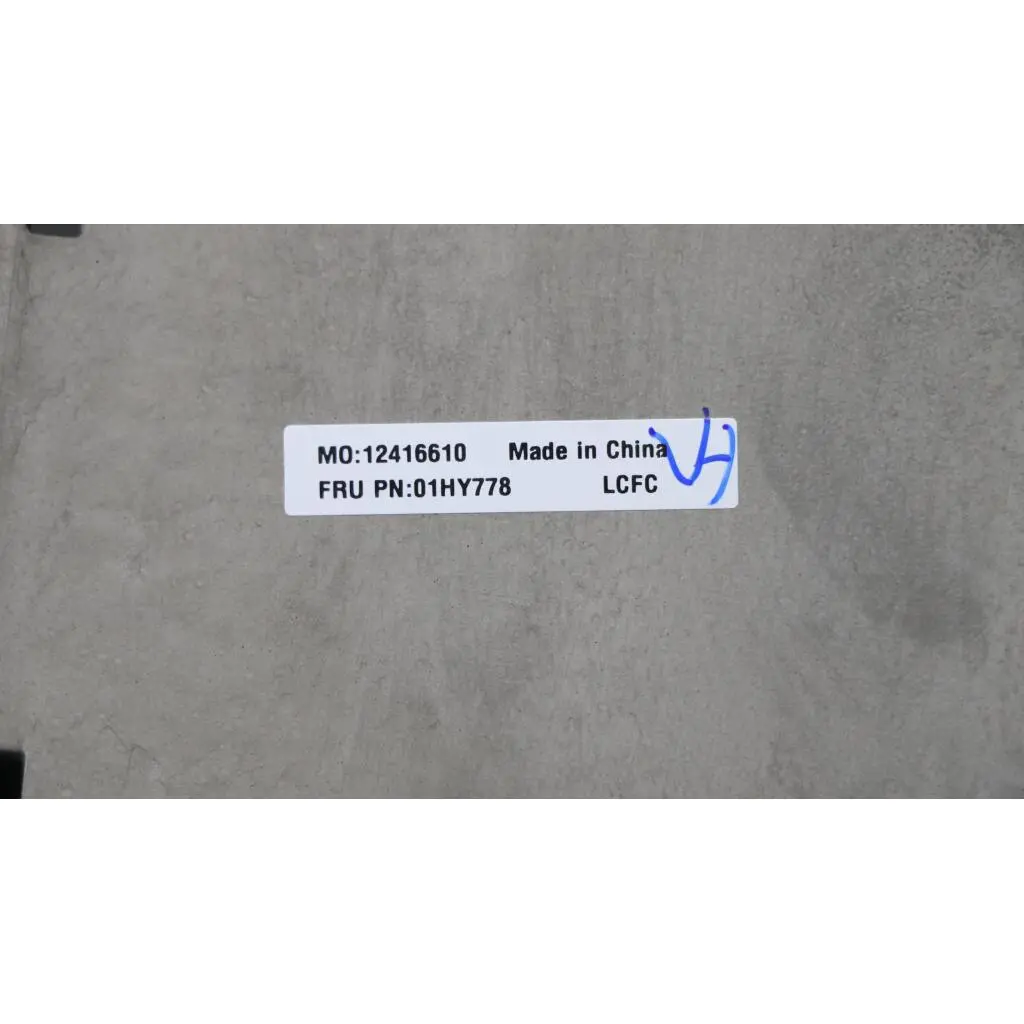 MO:12416610 Made in China
FRU PN:01HY778 LCFC